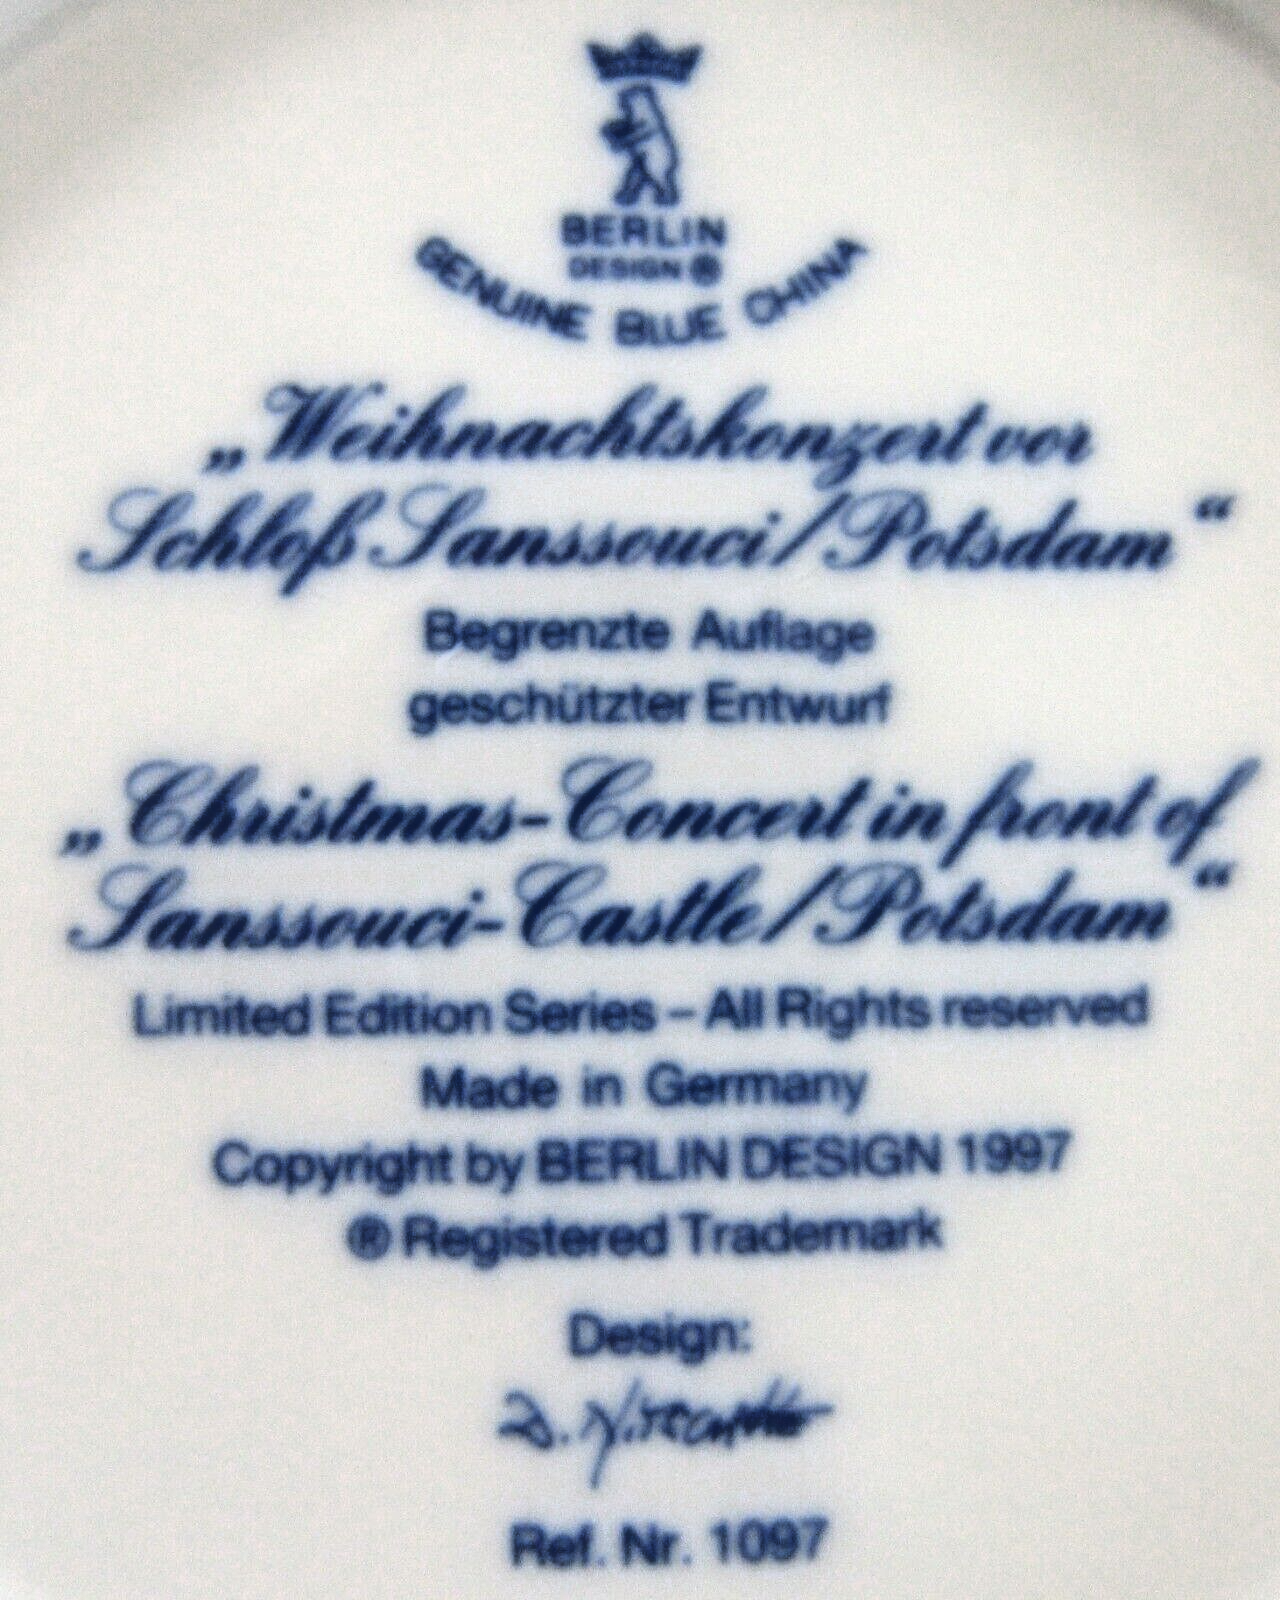 BERLIN
DESIGN®
GENUINE BLUE CHINA
„Weihnachtskonzert vor
Schloß Sanssouci/Potsdam“
Begrenzte Auflage
geschützter Entwurf
„Christmas-Concert in front of
Sanssouci-Castle/Potsdam“
Limited Edition Series – All Rights reserved
Made in Germany
Copyright by BERLIN DESIGN 1997
® Registered Trademark
Design:
Ref. Nr. 1097